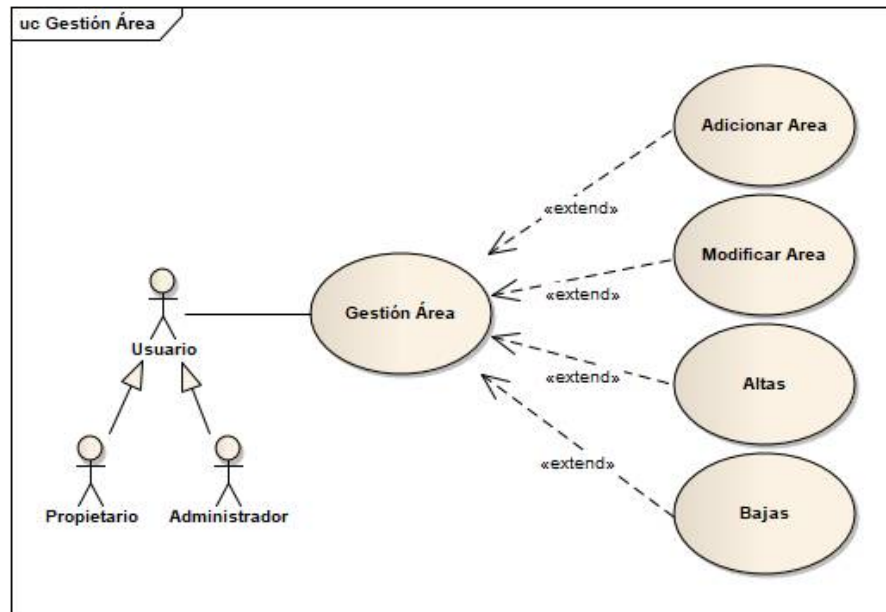 uc Gestión Área
Adicionar Area
«extend»
Modificar Area
«extend»
Gestión Área
Usuario
«extend»
Altas
«extend»
Bajas
Propietario
Administrador